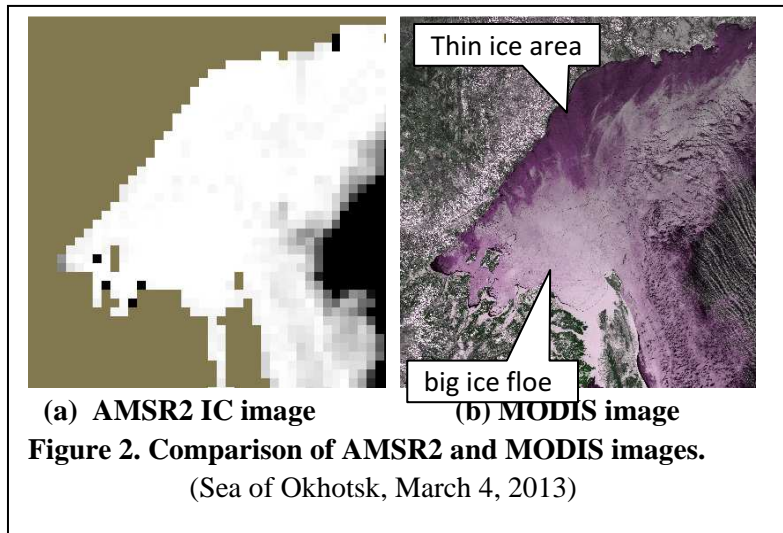 Thin ice area
big ice floe
(a) AMSR2 IC image (b) MODIS image
Figure 2. Comparison of AMSR2 and MODIS images.
(Sea of Okhotsk, March 4, 2013)